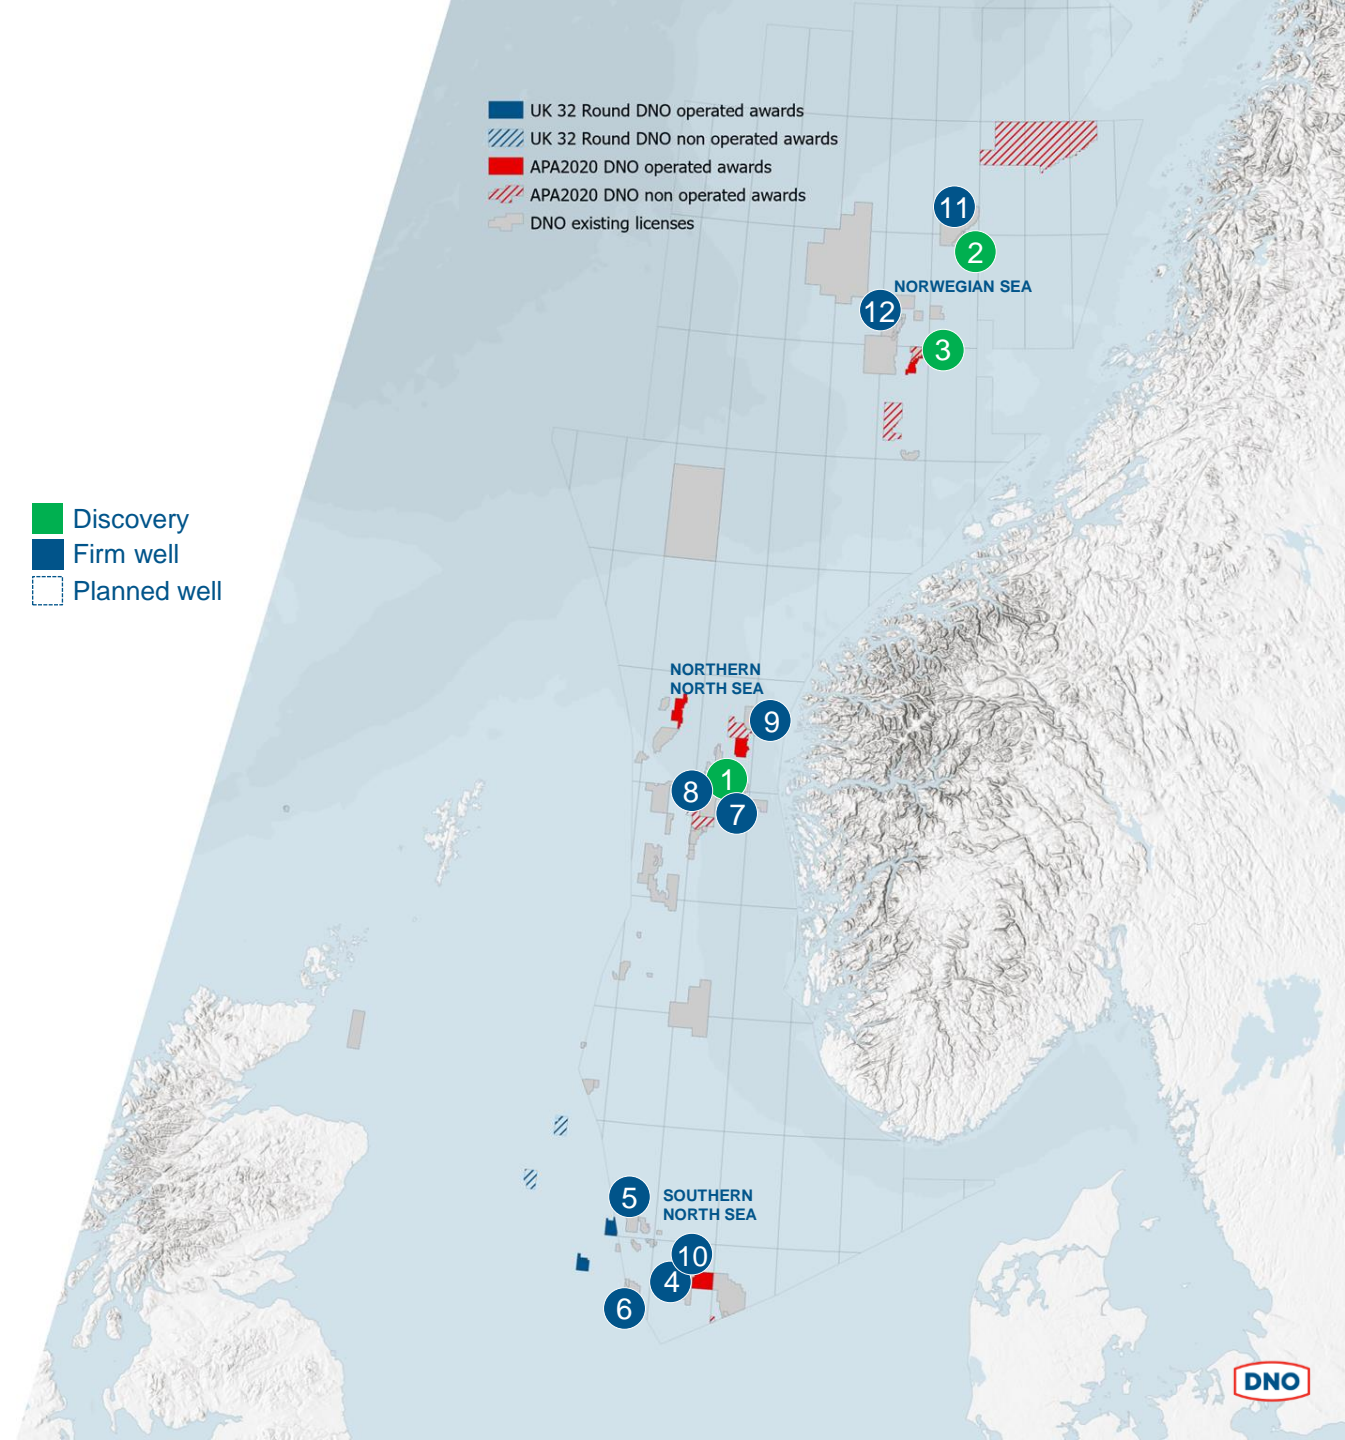 UK 32 Round DNO operated awards
UK 32 Round DNO non operated awards
APA2020 DNO operated awards
APA2020 DNO non operated awards
DNO existing licenses
11
2
NORWEGIAN SEA
12
3
Discovery
Firm well
Planned well
NORTHERN
NORTH SEA
9
1
8
7
5
SOUTHERN
NORTH SEA
10
4
6
DNO